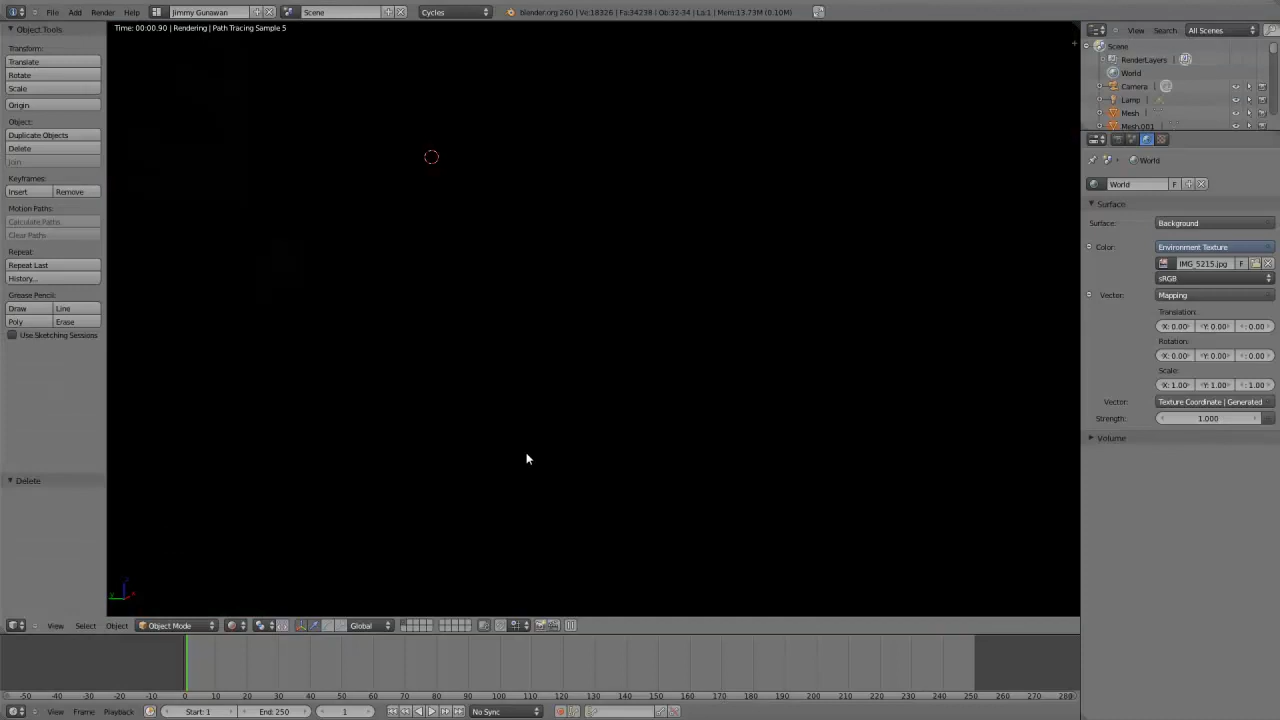 File Add Render Help Jimmy Gunawan Scene Cycles blender.org 260 | Ve:18326 | Fa:34238 | Ob:32-34 | La:1 | Mem:13.73M (0.10M)
Time: 00:00.90 | Rendering | Path Tracing Sample 5
Object Tools
Transform:
Translate
Rotate
Scale
Origin
Object:
Duplicate Objects
Delete
Join
Keyframes:
Insert Remove
Motion Paths:
Calculate Paths
Clear Paths
Repeat:
Repeat Last
History...
Grease Pencil:
Draw Line
Poly Erase
Use Sketching Sessions
Delete
View Search All Scenes
Scene
RenderLayers
World
Camera
Lamp
Mesh
Mesh.001
World
World F
Surface
Surface: Background
Color: Environment Texture
IMG_5215.jpg F
sRGB
Vector: Mapping
Translation:
X: 0.00 Y: 0.00 : 0.00
Rotation:
X: 0.00 Y: 0.00 : 0.00
Scale:
X: 1.00 Y: 1.00 : 1.00
Vector: Texture Coordinate | Generated
Strength: 1.000
Volume
View Select Object Object Mode Global
-50 -40 -30 -20 -10 0 10 20 30 40 50 60 70 80 90 100 110 120 130 140 150 160 170 180 190 200 210 220 230 240 250 260 270 280
View Frame Playback Start: 1 End: 250 1 No Sync